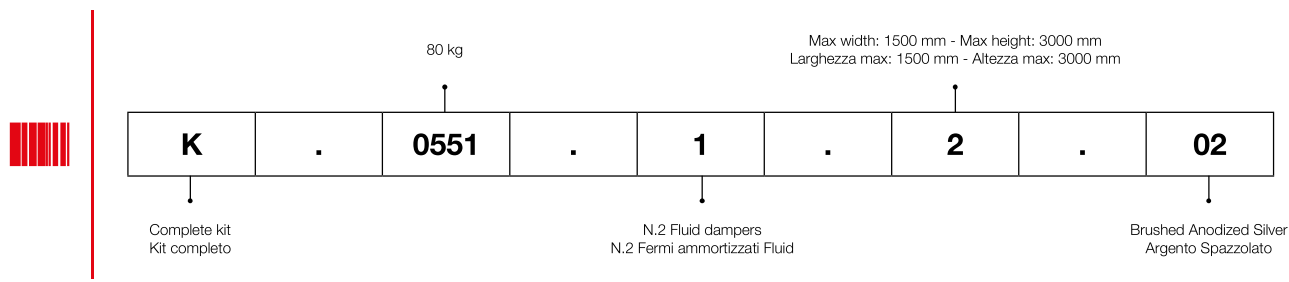 80 kg
Max width: 1500 mm - Max height: 3000 mm
Larghezza max: 1500 mm - Altezza max: 3000 mm
K . 0551 . 1 . 2 . 02
Complete kit
Kit completo
N.2 Fluid dampers
N.2 Fermi ammortizzati Fluid
Brushed Anodized Silver
Argento Spazzolato